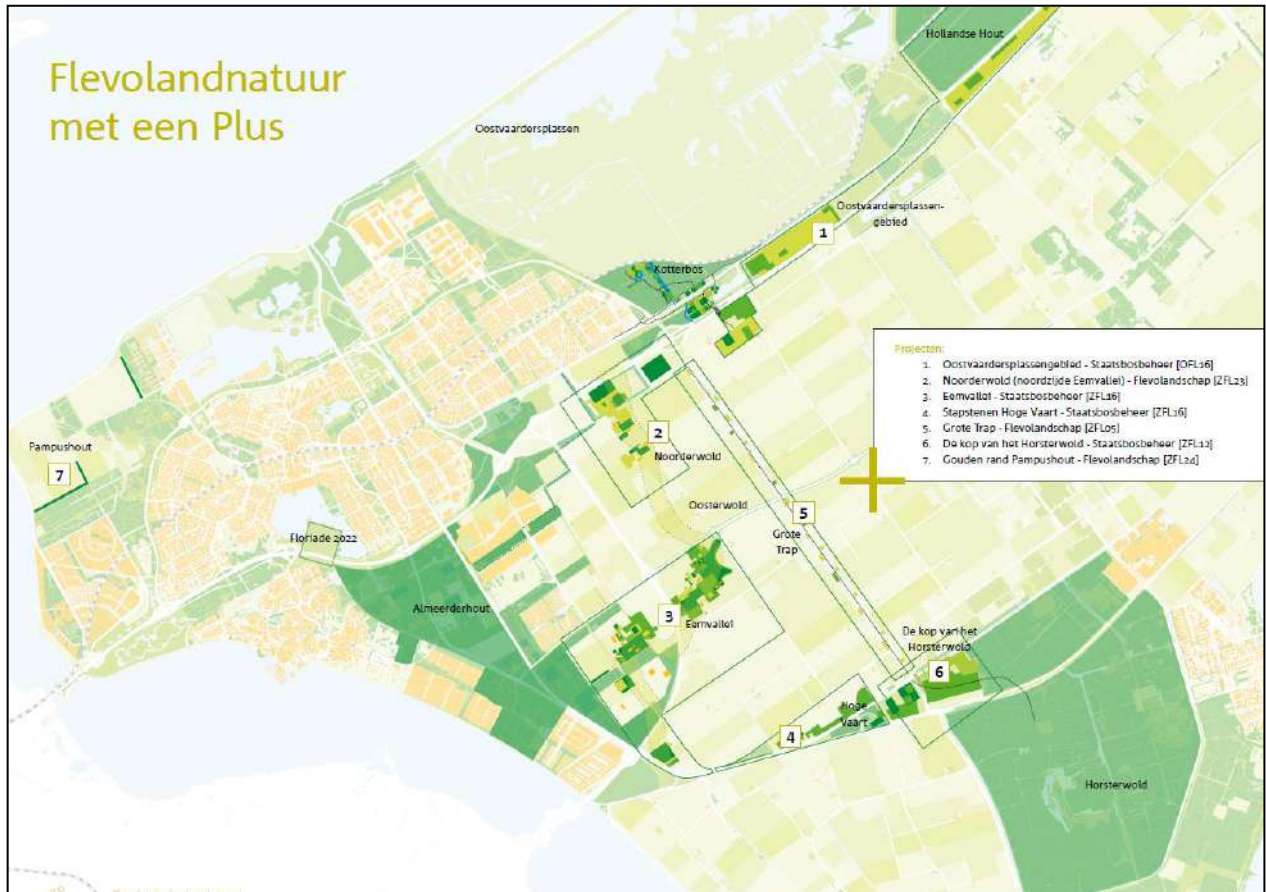 Flevolandnatuur
met een Plus
Hollandse Hout
Oostvaardersplassen
Oostvaardersplassen-
gebied
1
Kotterbos
Projecten:
1. Oostvaardersplassengebied - Staatsbosbeheer [OFL16]
2. Noorderwold (noordzijde Eemvallei) - Flevolandschap [ZFL23]
3. Eemvallei - Staatsbosbeheer [ZFL16]
4. Stapstenen Hoge Vaart - Staatsbosbeheer [ZFL16]
5. Grote Trap - Flevolandschap [ZFL05]
6. De kop van het Horsterwold - Staatsbosbeheer [ZFL12]
7. Gouden rand Pampushout - Flevolandschap [ZFL24]
Pampushout
7
2
Noorderwold
Oosterwold
5
Grote
Trap
Floriade 2022
Almeerderhout
3
Eemvallei
De kop van het
Horsterwold
6
Hoge
Vaart
4
Horsterwold